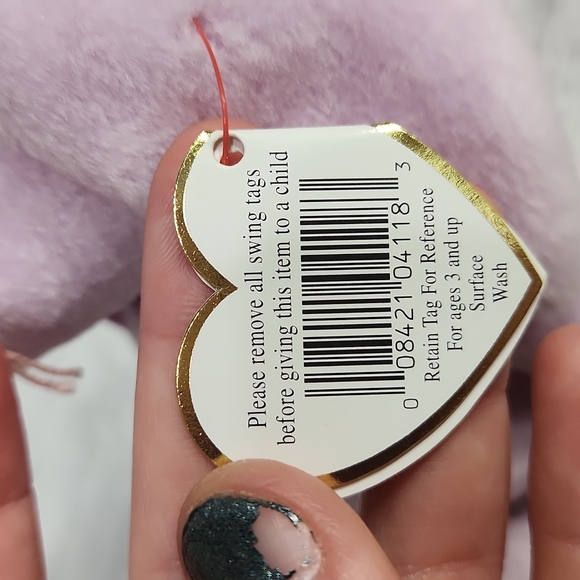 Please remove all swing tags
before giving this item to a child
0 08421 04118 3
Retain Tag For Reference
For ages 3 and up
Surface
Wash